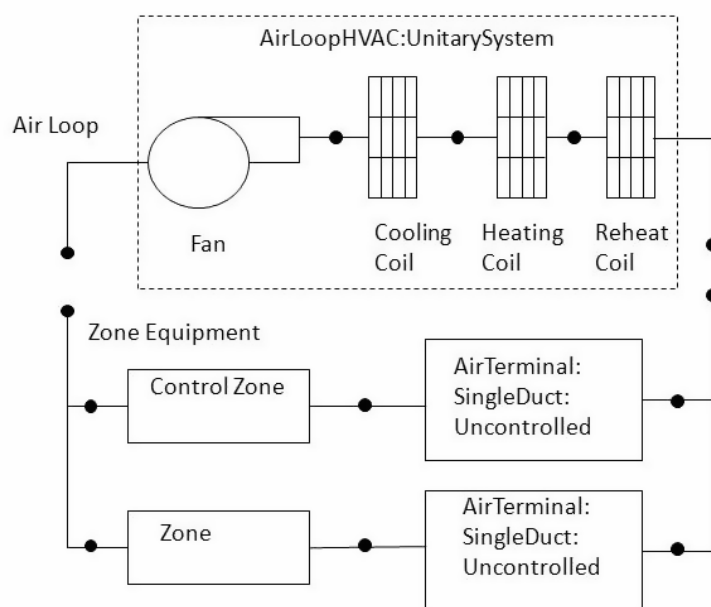 AirLoopHVAC:UnitarySystem
Air Loop
Fan
Cooling
Coil
Heating
Coil
Reheat
Coil
Zone Equipment
Control Zone
AirTerminal:
SingleDuct:
Uncontrolled
Zone
AirTerminal:
SingleDuct:
Uncontrolled